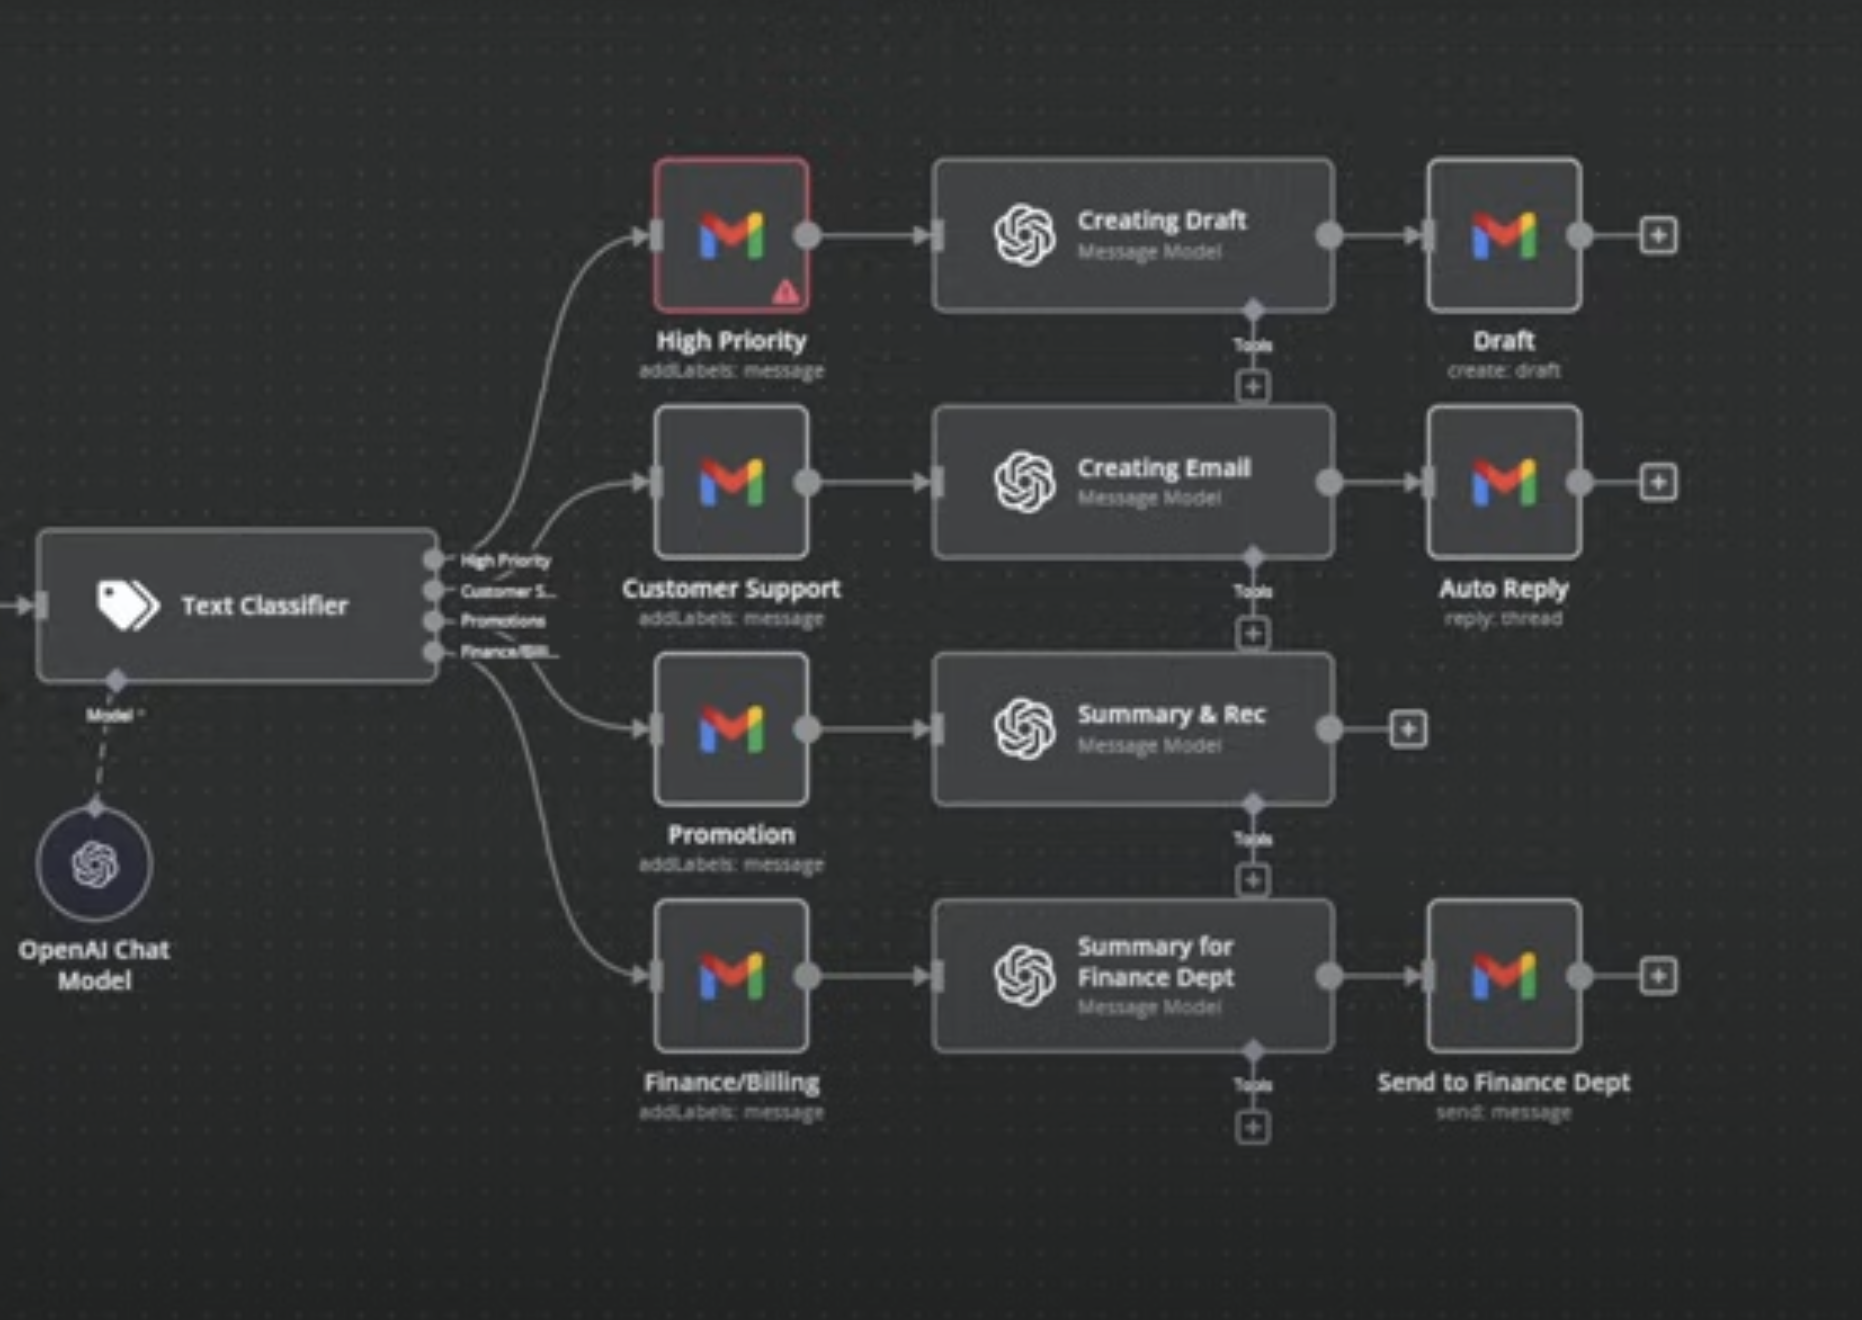 High Priority
addLabels: message
Creating Draft
Message Model
Tools
Draft
create: draft
Customer Support
addLabels: message
Creating Email
Message Model
Tools
Auto Reply
reply: thread
Text Classifier
High Priority
Customer S...
Promotions
Finance/Billi...
Model *
OpenAI Chat
Model
Promotion
addLabels: message
Summary & Rec
Message Model
Tools
Finance/Billing
addLabels: message
Summary for
Finance Dept
Message Model
Tools
Send to Finance Dept
send: message